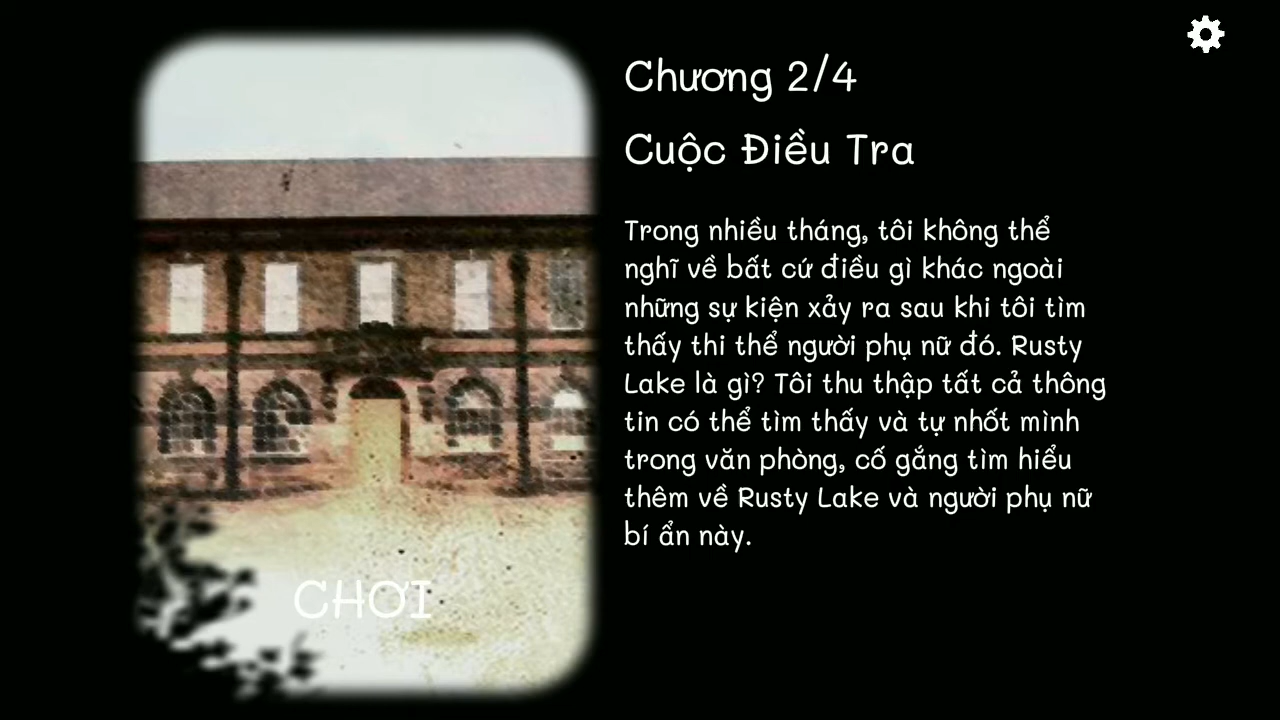 Chương 2/4
Cuộc Điều Tra
Trong nhiều tháng, tôi không thể
nghĩ về bất cứ điều gì khác ngoài
những sự kiện xảy ra sau khi tôi tìm
thấy thi thể người phụ nữ đó. Rusty
Lake là gì? Tôi thu thập tất cả thông
tin có thể tìm thấy và tự nhốt mình
trong văn phòng, cố gắng tìm hiểu
thêm về Rusty Lake và người phụ nữ
bí ẩn này.
CHƠI